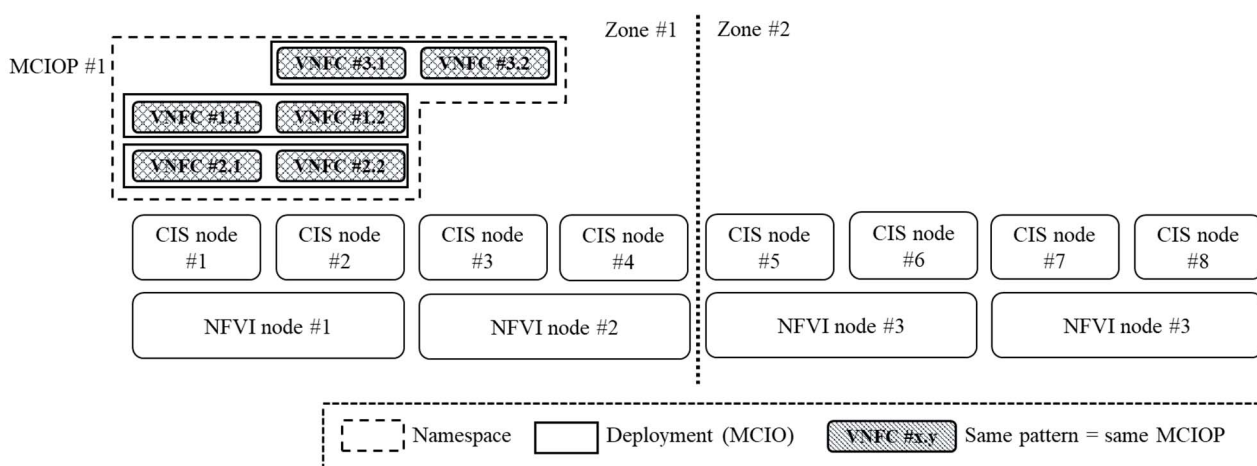 Zone #1 Zone #2
MCIOP #1 VNFC #3.1 VNFC #3.2
VNFC #1.1 VNFC #1.2
VNFC #2.1 VNFC #2.2
CIS node CIS node CIS node CIS node CIS node CIS node CIS node CIS node
#1 #2 #3 #4 #5 #6 #7 #8
NFVI node #1 NFVI node #2 NFVI node #3 NFVI node #3
Namespace Deployment (MCIO) VNFC #x.y Same pattern = same MCIOP